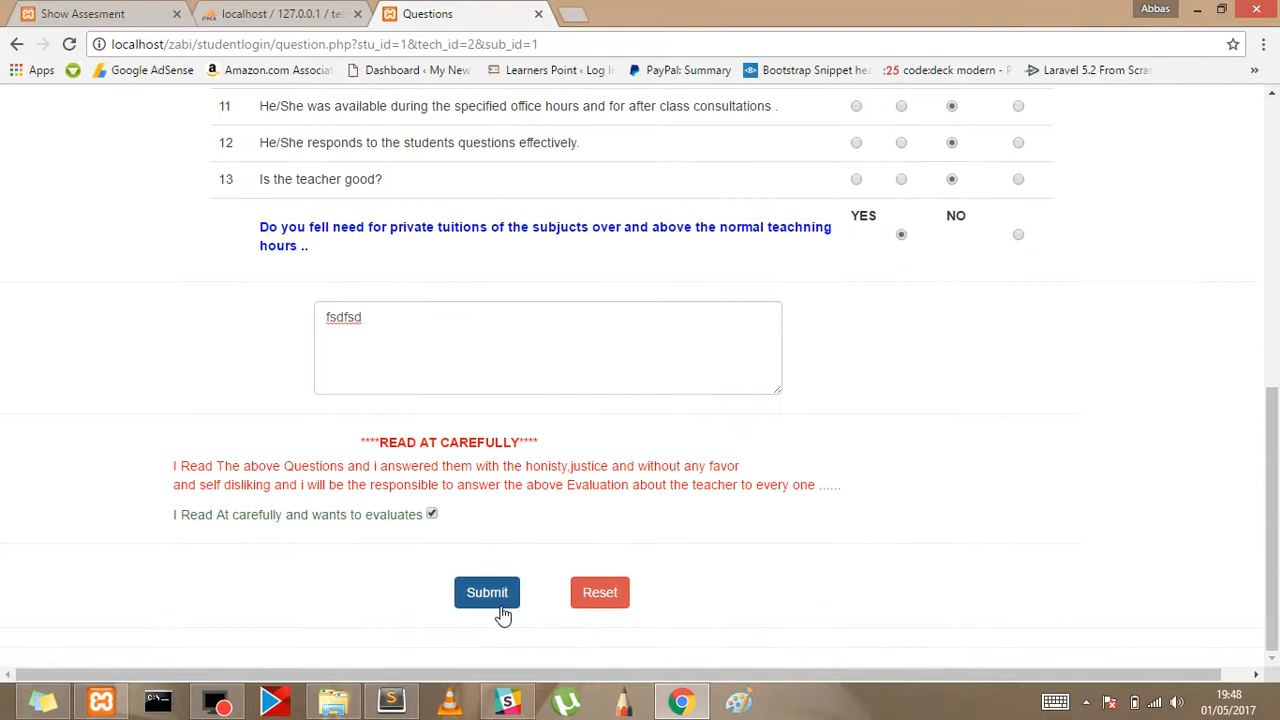 Show Assesment
localhost / 127.0.0.1 / te
Questions
Abbas
localhost/zabi/studentlogin/question.php?stu_id=1&tech_id=2&sub_id=1
Apps
Google AdSense
Amazon.com Associat
Dashboard ‹ My New
Learners Point ‹ Log I
PayPal: Summary
Bootstrap Snippet he
:25 code:deck modern - P
Laravel 5.2 From Scrat
»
11 He/She was available during the specified office hours and for after class consultations .
12 He/She responds to the students questions effectively.
13 Is the teacher good?
YES NO
Do you fell need for private tuitions of the subjucts over and above the normal teachning
hours ..
fsdfsd
****READ AT CAREFULLY****
I Read The above Questions and i answered them with the honisty,justice and without any favor
and self disliking and i will be the responsible to answer the above Evaluation about the teacher to every one ......
I Read At carefully and wants to evaluates
Submit
Reset
19:48
01/05/2017